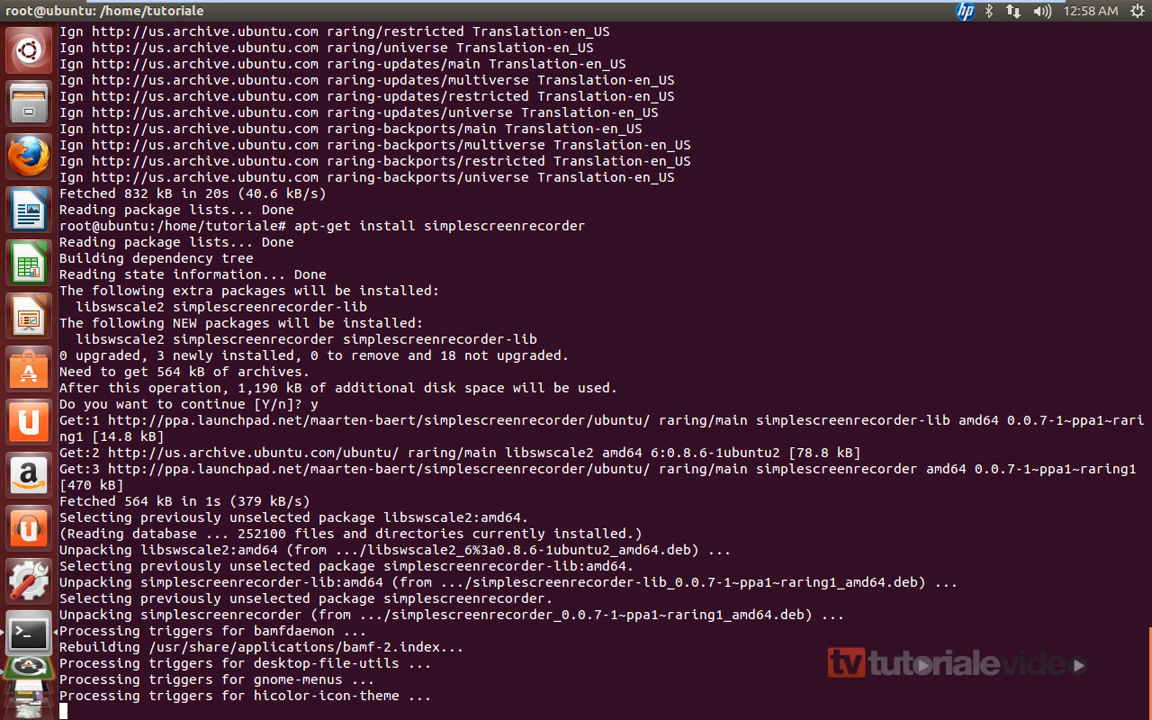 root@ubuntu: /home/tutoriale
hp
12:58 AM
Ign http://us.archive.ubuntu.com raring/restricted Translation-en_US
Ign http://us.archive.ubuntu.com raring/universe Translation-en_US
Ign http://us.archive.ubuntu.com raring-updates/main Translation-en_US
Ign http://us.archive.ubuntu.com raring-updates/multiverse Translation-en_US
Ign http://us.archive.ubuntu.com raring-updates/restricted Translation-en_US
Ign http://us.archive.ubuntu.com raring-updates/universe Translation-en_US
Ign http://us.archive.ubuntu.com raring-backports/main Translation-en_US
Ign http://us.archive.ubuntu.com raring-backports/multiverse Translation-en_US
Ign http://us.archive.ubuntu.com raring-backports/restricted Translation-en_US
Ign http://us.archive.ubuntu.com raring-backports/universe Translation-en_US
Fetched 832 kB in 20s (40.6 kB/s)
Reading package lists... Done
root@ubuntu:/home/tutoriale# apt-get install simplescreenrecorder
Reading package lists... Done
Building dependency tree
Reading state information... Done
The following extra packages will be installed:
  libswscale2 simplescreenrecorder-lib
The following NEW packages will be installed:
  libswscale2 simplescreenrecorder simplescreenrecorder-lib
0 upgraded, 3 newly installed, 0 to remove and 18 not upgraded.
Need to get 564 kB of archives.
After this operation, 1,190 kB of additional disk space will be used.
Do you want to continue [Y/n]? y
Get:1 http://ppa.launchpad.net/maarten-baert/simplescreenrecorder/ubuntu/ raring/main simplescreenrecorder-lib amd64 0.0.7-1~ppa1~rari
ng1 [14.8 kB]
Get:2 http://us.archive.ubuntu.com/ubuntu/ raring/main libswscale2 amd64 6:0.8.6-1ubuntu2 [78.8 kB]
Get:3 http://ppa.launchpad.net/maarten-baert/simplescreenrecorder/ubuntu/ raring/main simplescreenrecorder amd64 0.0.7-1~ppa1~raring1
[470 kB]
Fetched 564 kB in 1s (379 kB/s)
Selecting previously unselected package libswscale2:amd64.
(Reading database ... 252100 files and directories currently installed.)
Unpacking libswscale2:amd64 (from .../libswscale2_6%3a0.8.6-1ubuntu2_amd64.deb) ...
Selecting previously unselected package simplescreenrecorder-lib:amd64.
Unpacking simplescreenrecorder-lib:amd64 (from .../simplescreenrecorder-lib_0.0.7-1~ppa1~raring1_amd64.deb) ...
Selecting previously unselected package simplescreenrecorder.
Unpacking simplescreenrecorder (from .../simplescreenrecorder_0.0.7-1~ppa1~raring1_amd64.deb) ...
Processing triggers for bamfdaemon ...
Rebuilding /usr/share/applications/bamf-2.index...
Processing triggers for desktop-file-utils ...
Processing triggers for gnome-menus ...
Processing triggers for hicolor-icon-theme ...
tv tutorialevideo